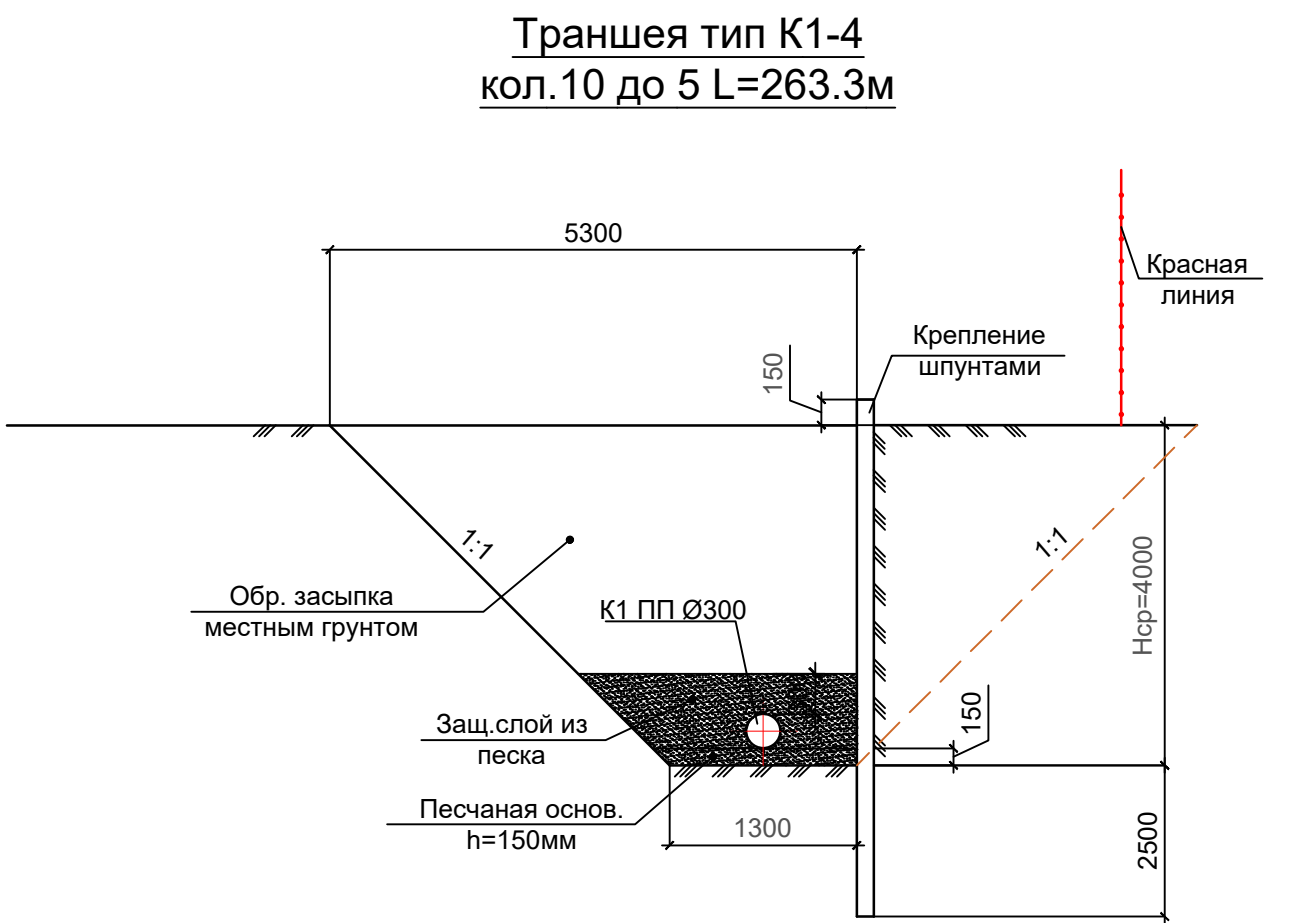 Траншея тип К1-4
кол.10 до 5 L=263.3м
5300
Красная
линия
Крепление
шпунтами
150
1:1
1:1
Нср=4000
Обр. засыпка
местным грунтом
К1 ПП Ø300
Защ.слой из
песка
150
Песчаная основ.
h=150мм
1300
2500